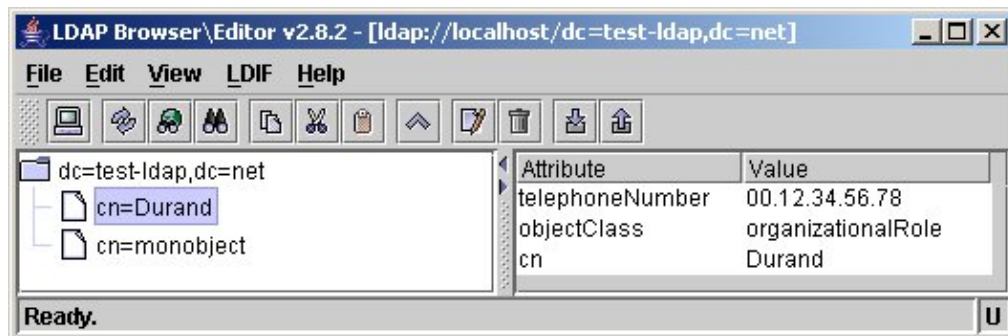 LDAP Browser\Editor v2.8.2 - [ldap://localhost/dc=test-ldap,dc=net]
File Edit View LDIF Help
dc=test-ldap,dc=net
cn=Durand
cn=monobject
Attribute Value
telephoneNumber 00.12.34.56.78
objectClass organizationalRole
cn Durand
Ready. U